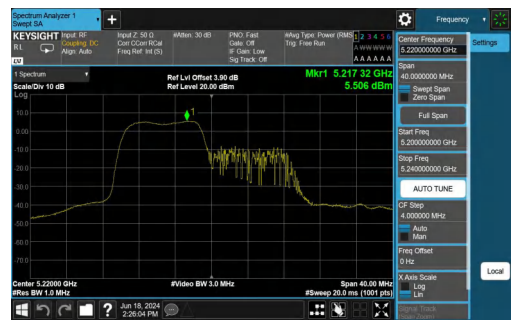 Spectrum Analyzer 1
Swept SA
Frequency
KEYSIGHT
Input: RF
Coupling: DC
Align: Auto
Input Z: 50 Ω
Corr CCorr RCal
Freq Ref: Int (S)
#Atten: 30 dB
PNO: Fast
Gate: Off
IF Gain: Low
Sig Track: Off
#Avg Type: Power (RMS
Trig: Free Run
1 2 3 4 5 6
A W W W W W
A A A A A A
R L
LVI
1 Spectrum
Scale/Div 10 dB
Log
Ref Lvl Offset 3.90 dB
Ref Level 20.00 dBm
Mkr1 5.217 32 GHz
5.506 dBm
1
10.0
0.00
-10.0
-20.0
-30.0
-40.0
-50.0
-60.0
-70.0
Center 5.22000 GHz
#Res BW 1.0 MHz
#Video BW 3.0 MHz
Span 40.00 MHz
#Sweep 20.0 ms (1001 pts)
Jun 18, 2024
2:26:04 PM
Center Frequency
5.220000000 GHz
Span
40.0000000 MHz
Swept Span
Zero Span
Full Span
Start Freq
5.200000000 GHz
Stop Freq
5.240000000 GHz
AUTO TUNE
CF Step
4.000000 MHz
Auto
Man
Freq Offset
0 Hz
X Axis Scale
Log
Lin
Signal Track
Settings
Local